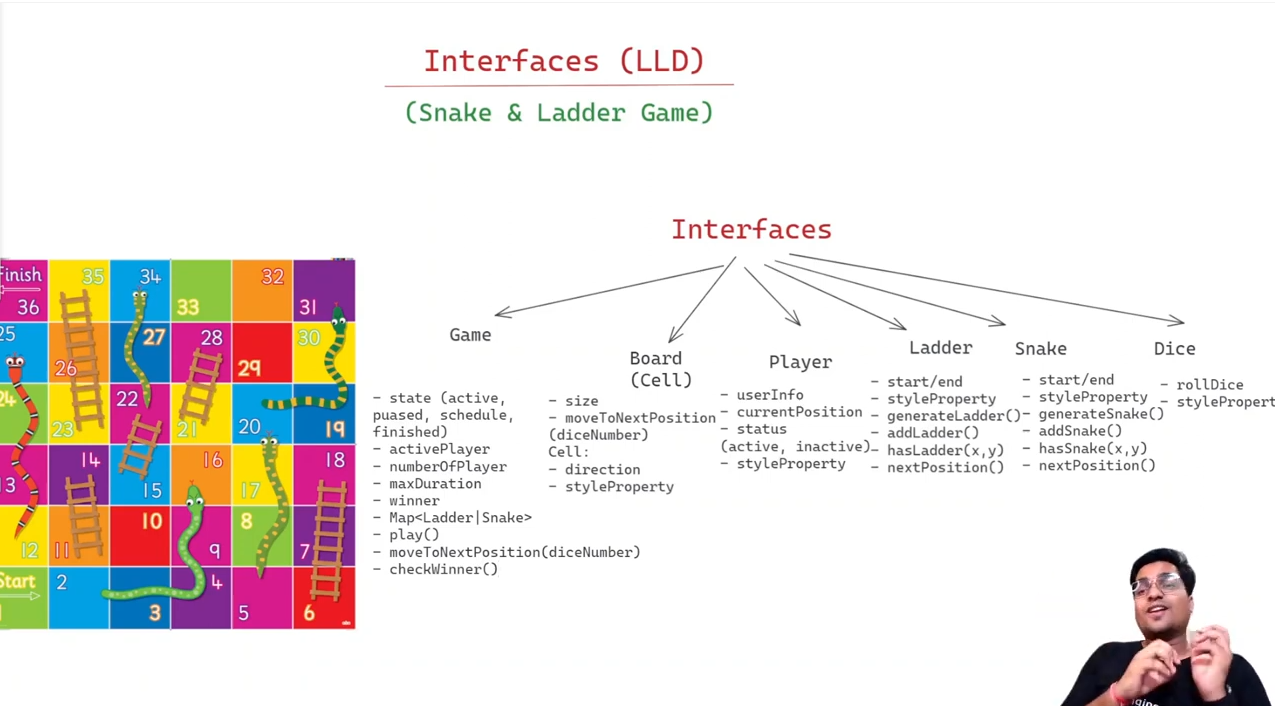 Interfaces (LLD)
(Snake & Ladder Game)
Interfaces
Game
- state (active,
puased, schedule,
finished)
- activePlayer
- numberOfPlayer
- maxDuration
- winner
- Map<Ladder|Snake>
- play()
- moveToNextPosition(diceNumber)
- checkWinner()
Board
(Cell)
- size
- moveToNextPosition
(diceNumber)
Cell:
- direction
- styleProperty
Player
- userInfo
- currentPosition
- status
(active, inactive)
- styleProperty
Ladder
- start/end
- styleProperty
- generateLadder()
- addLadder()
- hasLadder(x,y)
- nextPosition()
Snake
- start/end
- styleProperty
- generateSnake()
- addSnake()
- hasSnake(x,y)
- nextPosition()
Dice
- rollDice
- stylePropert
Finish
36 35 34 33 32 31
25 26 27 28 29 30
24 23 22 21 20 19
13 14 15 16 17 18
12 11 10 9 8 7
Start
1 2 3 4 5 6